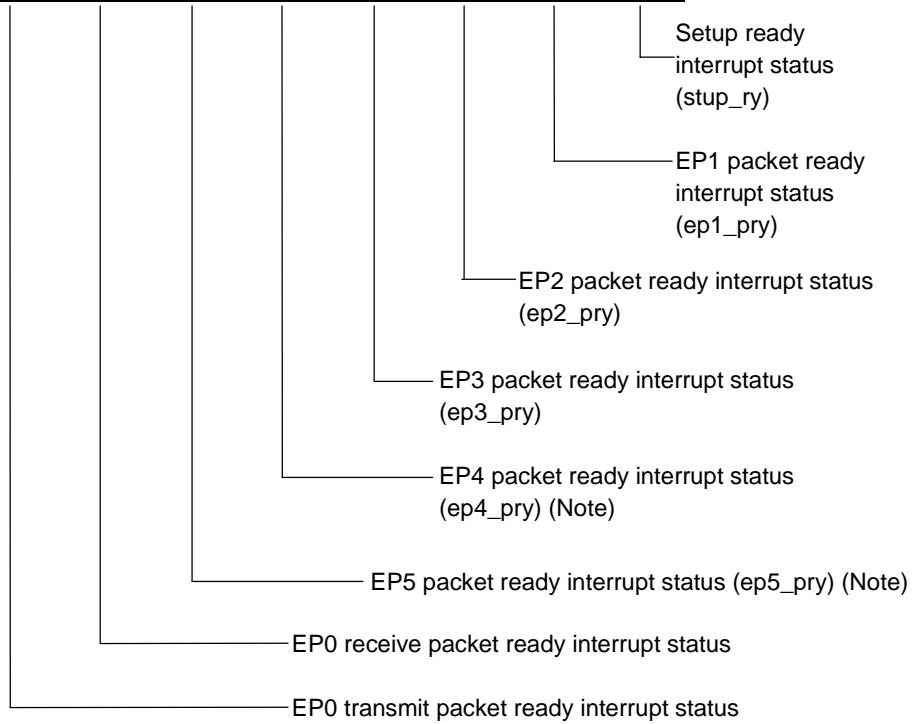 Setup ready
interrupt status
(stup_ry)
EP1 packet ready
interrupt status
(ep1_pry)
EP2 packet ready interrupt status
(ep2_pry)
EP3 packet ready interrupt status
(ep3_pry)
EP4 packet ready interrupt status
(ep4_pry) (Note)
EP5 packet ready interrupt status (ep5_pry) (Note)
EP0 receive packet ready interrupt status
EP0 transmit packet ready interrupt status